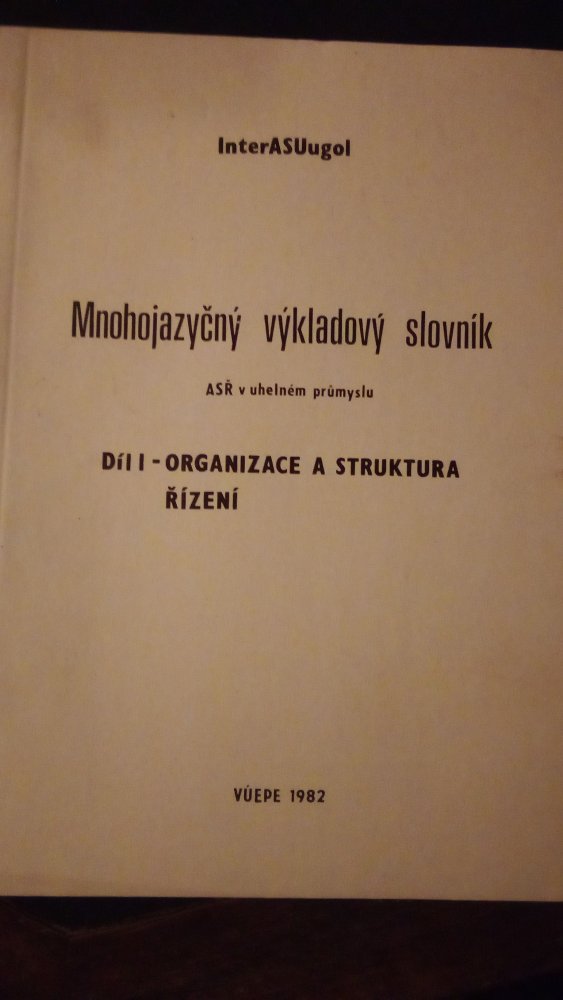 InterASUugol
Mnohojazyčný výkladový slovník
ASŘ v uhelném průmyslu
Díl I - ORGANIZACE A STRUKTURA
ŘÍZENÍ
VÚEPE 1982